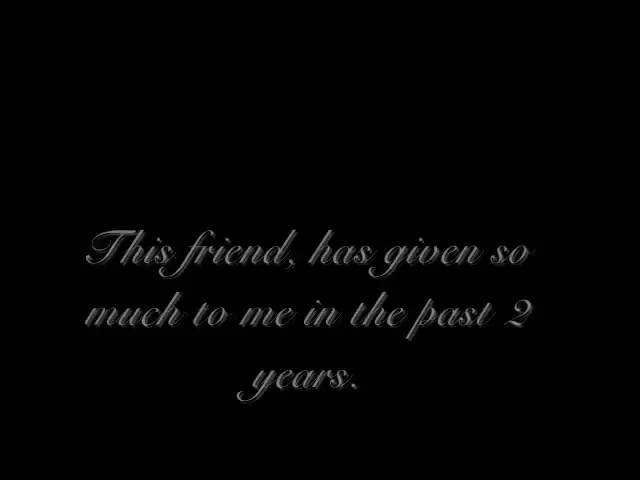 This friend, has given so
much to me in the past 2
years.